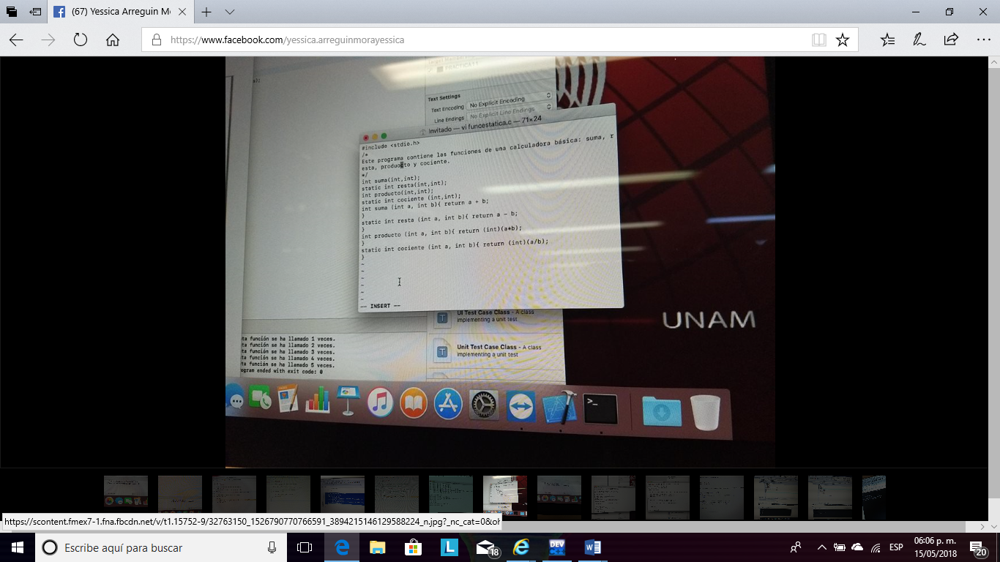 (67) Yessica Arreguin Mo
https://www.facebook.com/yessica.arreguinmorayessica
PRACTICA11
Text Settings
Text Encoding No Explicit Encoding
Line Endings No Explicit Line Endings
Invitado — vi funcestatica.c — 71×24
#include <stdio.h>
/*
Este programa contiene las funciones de una calculadora básica: suma, r
esta, producto y cociente.
*/
int suma(int,int);
static int resta(int,int);
int producto(int,int);
static int cociente (int,int);
int suma (int a, int b){ return a + b;
}
static int resta (int a, int b){ return a - b;
}
int producto (int a, int b){ return (int)(a*b);
}
static int cociente (int a, int b){ return (int)(a/b);
}
~
~
~
~
~
~
-- INSERT --
UNAM
UI Test Case Class - A class
implementing a unit test
Unit Test Case Class - A class
implementing a unit test
ta función se ha llamado 1 veces.
ta función se ha llamado 2 veces.
ta función se ha llamado 3 veces.
ta función se ha llamado 4 veces.
ta función se ha llamado 5 veces.
ogram ended with exit code: 0
https://scontent.fmex7-1.fna.fbcdn.net/v/t1.15752-9/32763150_1526790770766591_3894215146129588224_n.jpg?_nc_cat=0&oh
Escribe aquí para buscar
L
18
DEV
ESP
06:06 p. m.
15/05/2018
20